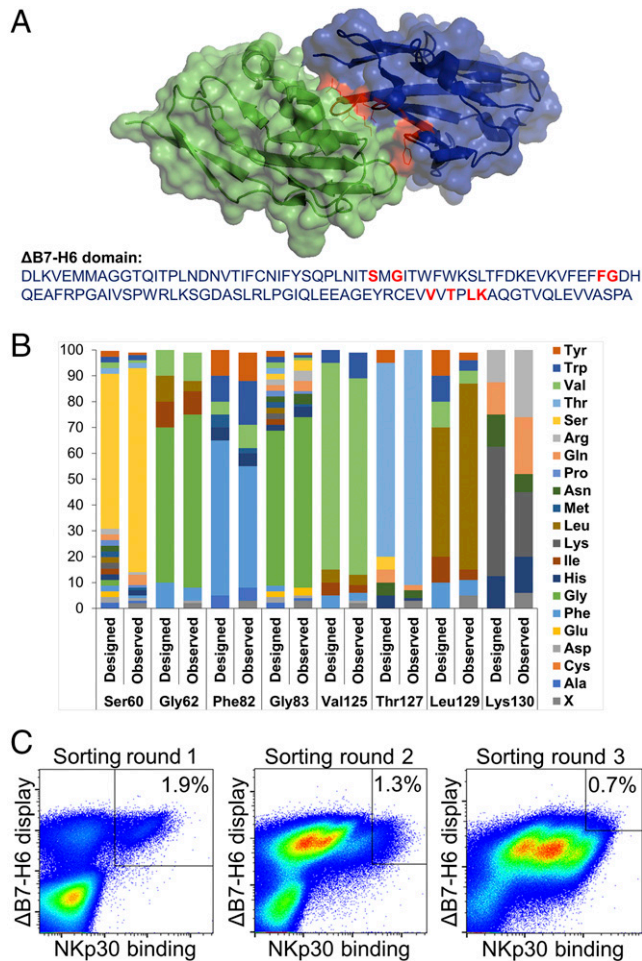 A
ΔB7-H6 domain:
DLKVEMMAGGTQITPLNDNVTIFCNIFYSQPLNITSMGITWFWKSLTFDKEVKVFEFFGDH
QEAFRPGAIVSPWRLKSGDASLRLPGIQLEEAGEYRCEVVVTPLKAQGTVQLEVVASPA
B
100
90
80
70
60
50
40
30
20
10
0
Designed Observed Designed Observed Designed Observed Designed Observed Designed Observed Designed Observed Designed Observed Designed Observed
Ser60 Gly62 Phe82 Gly83 Val125 Thr127 Leu129 Lys130
Tyr
Trp
Val
Thr
Ser
Arg
Gln
Pro
Asn
Met
Leu
Lys
Ile
His
Gly
Phe
Glu
Asp
Cys
Ala
X
C
Sorting round 1 Sorting round 2 Sorting round 3
1.9% 1.3% 0.7%
ΔB7-H6 display ΔB7-H6 display ΔB7-H6 display
NKp30 binding NKp30 binding NKp30 binding